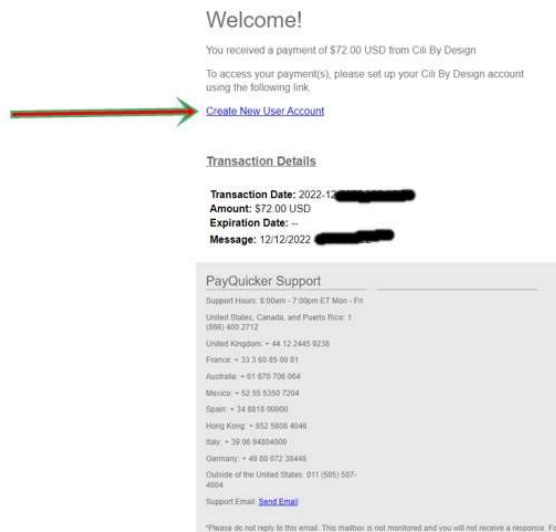 Welcome!
You received a payment of $72.00 USD from Cili By Design
To access your payment(s), please set up your Cili By Design account
using the following link.
Create New User Account
Transaction Details
Transaction Date: 2022-12
Amount: $72.00 USD
Expiration Date: --
Message: 12/12/2022
PayQuicker Support
Support Hours: 8:00am - 7:00pm ET Mon - Fri
United States, Canada, and Puerto Rico: 1
(866) 400 2712
United Kingdom: + 44 12 2445 9238
France: + 33 3 60 85 00 01
Australia: + 61 870 708 064
Mexico: + 52 55 5350 7204
Spain: + 34 8818 00000
Hong Kong: + 852 5808 4046
Italy: + 39 06 94804009
Germany: + 49 80 072 38446
Outside of the United States: 011 (585) 507-
4604
Support Email: Send Email
*Please do not reply to this email. This mailbox is not monitored and you will not receive a response.